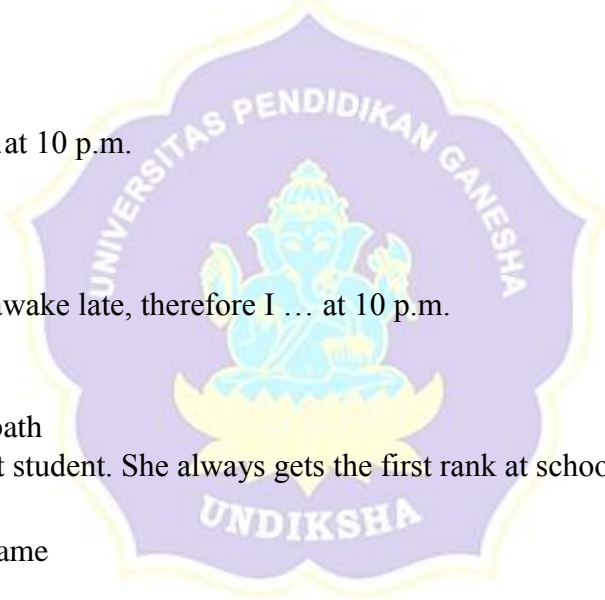 at 10 p.m.
UNIVERSITAS PENDIDIKAN GANESHA
awake late, therefore I … at 10 p.m.
t student. She always gets the first rank at schoo
UNDIKSHA
ame